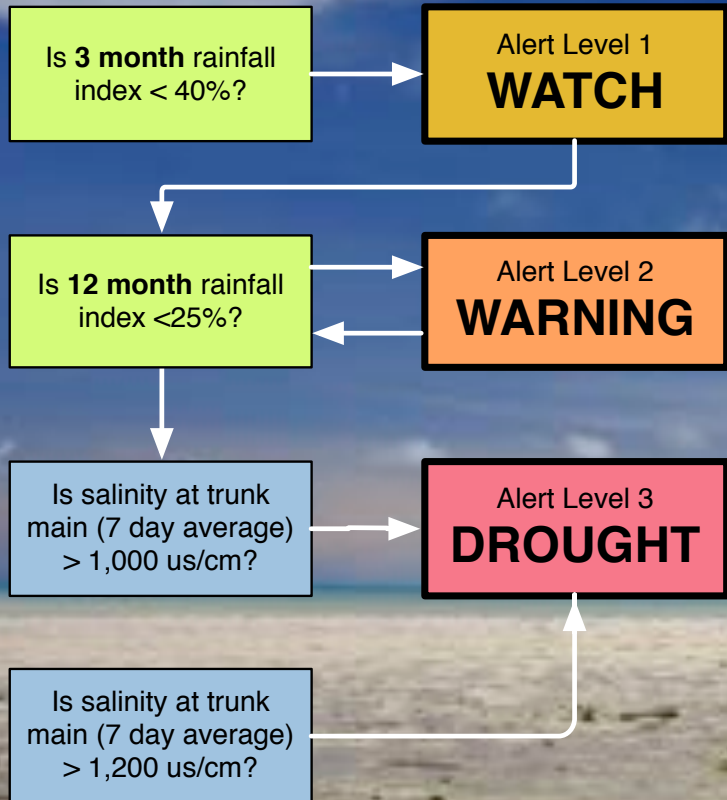 Is 3 month rainfall
index < 40%?
Alert Level 1
WATCH
Is 12 month rainfall
index <25%?
Alert Level 2
WARNING
Is salinity at trunk
main (7 day average)
> 1,000 us/cm?
Alert Level 3
DROUGHT
Is salinity at trunk
main (7 day average)
> 1,200 us/cm?